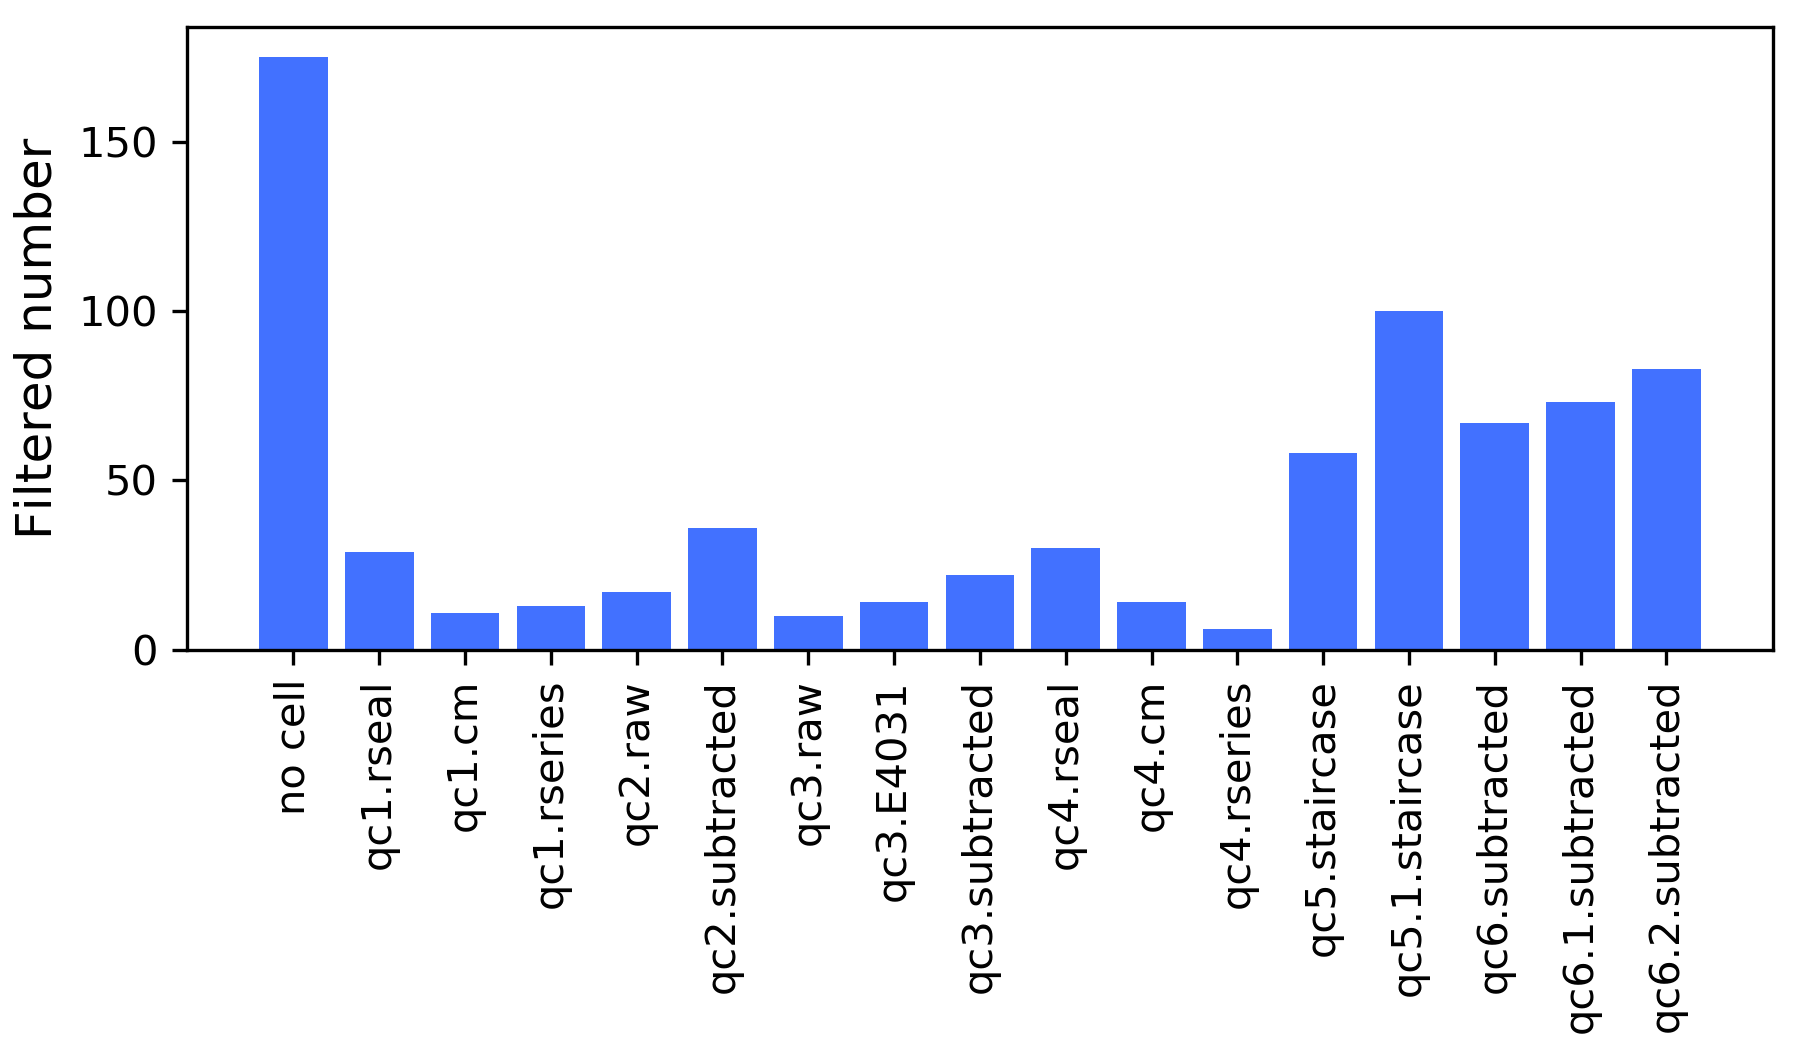 Filtered number
150
100
50
0
no cell
qc1.rseal
qc1.cm
qc1.rseries
qc2.raw
qc2.subtracted
qc3.raw
qc3.E4031
qc3.subtracted
qc4.rseal
qc4.cm
qc4.rseries
qc5.staircase
qc5.1.staircase
qc6.subtracted
qc6.1.subtracted
qc6.2.subtracted